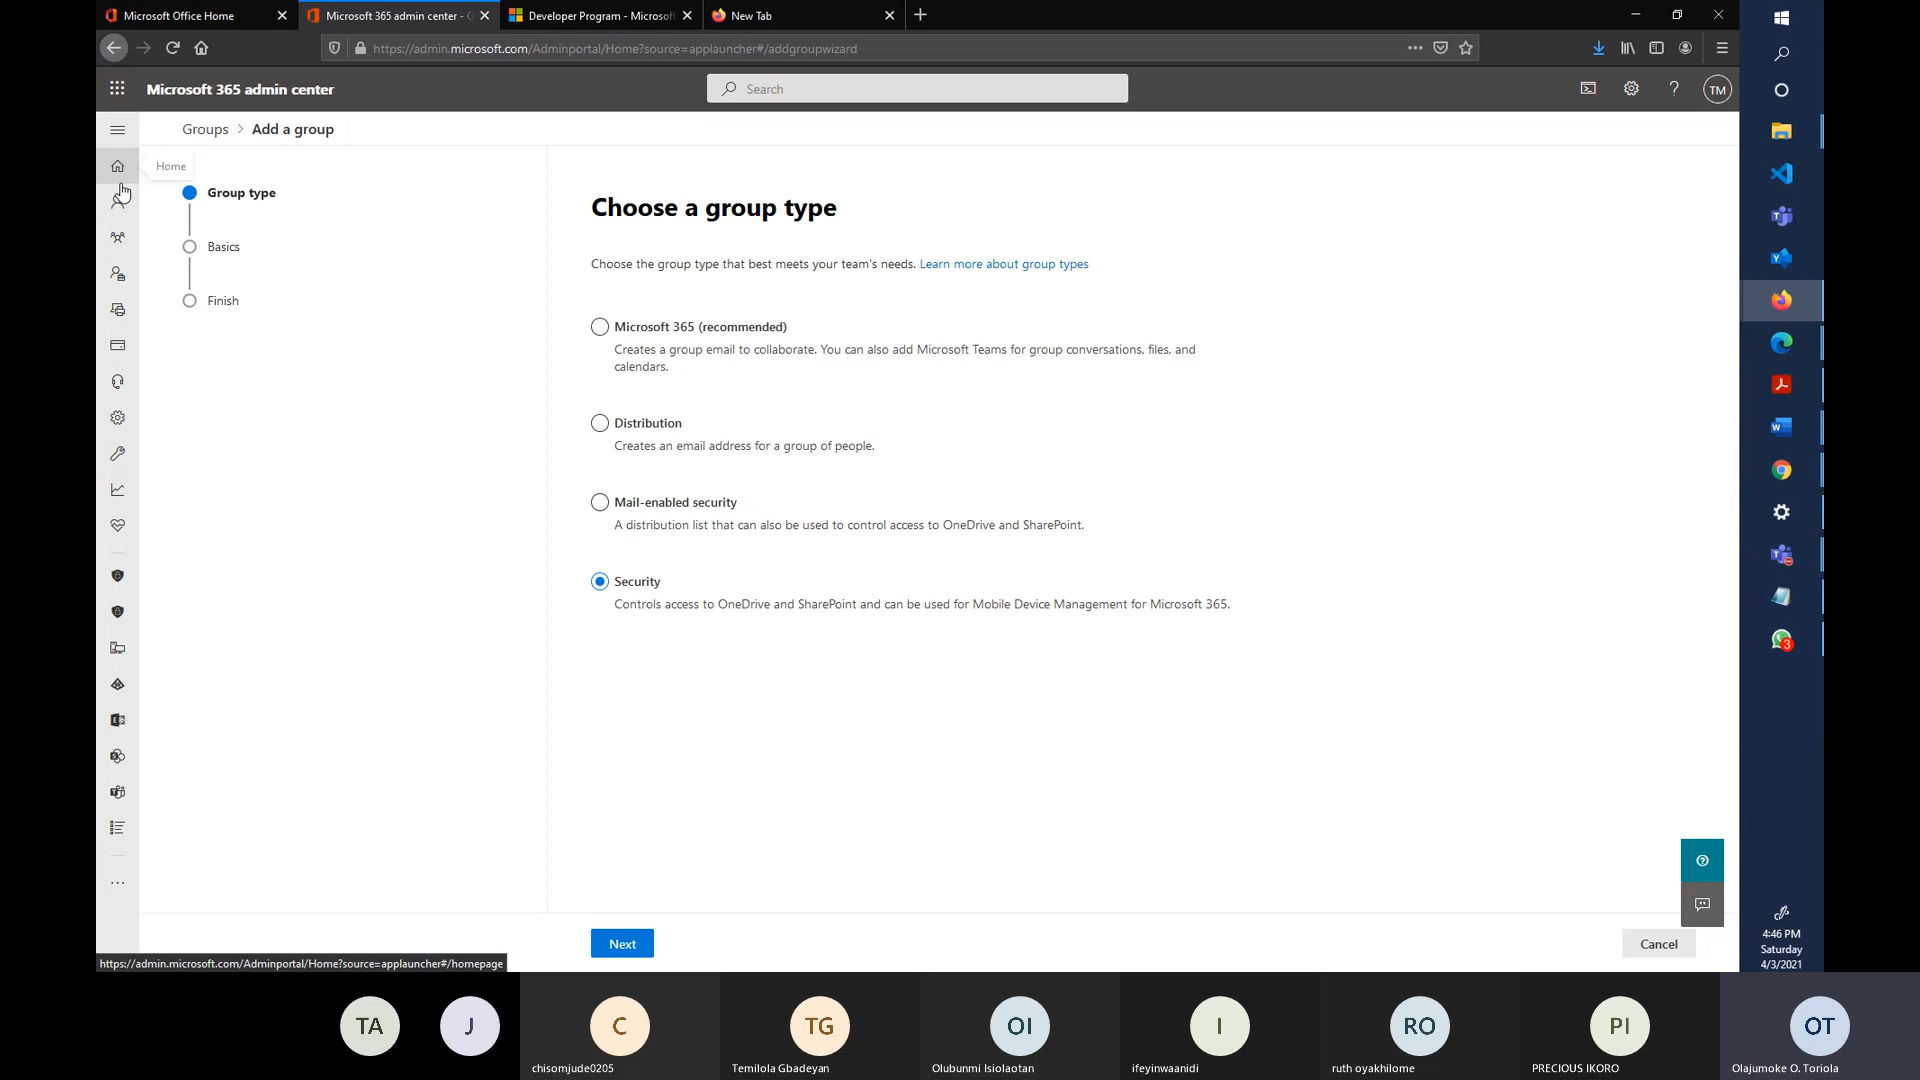 Microsoft Office Home
Microsoft 365 admin center - G
Developer Program - Microsoft
New Tab
https://admin.microsoft.com/Adminportal/Home?source=applauncher#/addgroupwizard
Microsoft 365 admin center
Search
TM
Groups > Add a group
Home
Group type
Basics
Finish
Choose a group type
Choose the group type that best meets your team's needs. Learn more about group types
Microsoft 365 (recommended)
Creates a group email to collaborate. You can also add Microsoft Teams for group conversations, files, and
calendars.
Distribution
Creates an email address for a group of people.
Mail-enabled security
A distribution list that can also be used to control access to OneDrive and SharePoint.
Security
Controls access to OneDrive and SharePoint and can be used for Mobile Device Management for Microsoft 365.
Next
Cancel
https://admin.microsoft.com/Adminportal/Home?source=applauncher#/homepage
3
4:46 PM
Saturday
4/3/2021
TA
J
C
TG
OI
I
RO
PI
OT
chisomjude0205
Temilola Gbadeyan
Olubunmi Isiolaotan
ifeyinwaanidi
ruth oyakhilome
PRECIOUS IKORO
Olajumoke O. Toriola